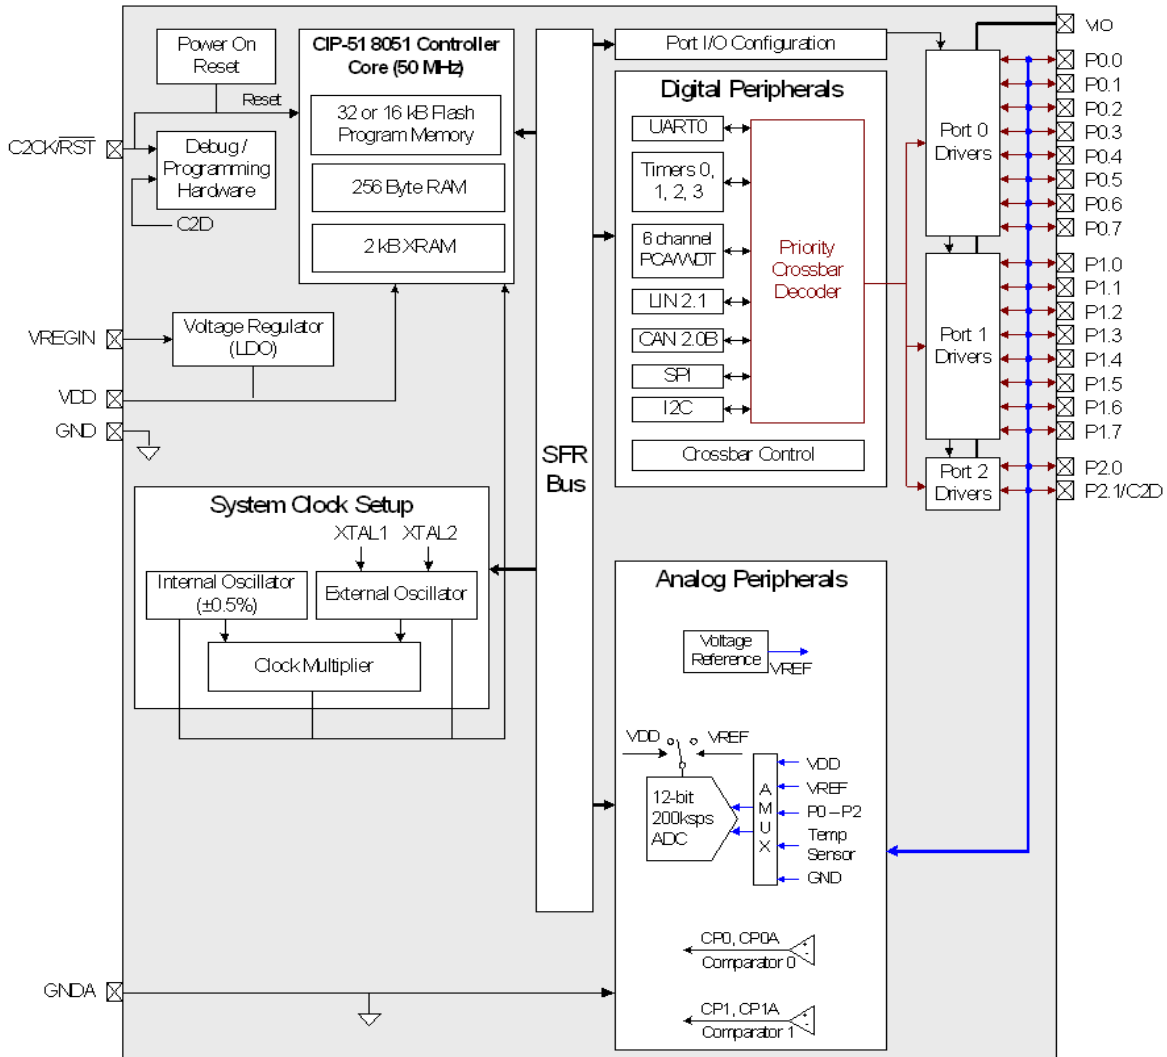 Power On
Reset
CIP-51 8051 Controller
Core (50 MHz)
32 or 16 kB Flash
Program Memory
256 Byte RAM
2 kB XRAM
Reset
C2CK/RST
Debug /
Programming
Hardware
C2D
VREGIN
Voltage Regulator
(LDO)
VDD
GND
System Clock Setup
XTAL1 XTAL2
Internal Oscillator
(±0.5%)
External Oscillator
Clock Multiplier
GNDA
SFR
Bus
Port I/O Configuration
Digital Peripherals
UART0
Timers 0,
1, 2, 3
6 channel
PCA/WDT
LIN 2.1
CAN 2.0B
SPI
I2C
Priority
Crossbar
Decoder
Crossbar Control
Port 0
Drivers
Port 1
Drivers
Port 2
Drivers
VIO
P0.0
P0.1
P0.2
P0.3
P0.4
P0.5
P0.6
P0.7
P1.0
P1.1
P1.2
P1.3
P1.4
P1.5
P1.6
P1.7
P2.0
P2.1/C2D
Analog Peripherals
Voltage
Reference
VREF
VDD
VREF
12-bit
200ksps
ADC
A
M
U
X
VDD
VREF
P0 – P2
Temp
Sensor
GND
CP0, CP0A
+
-
Comparator 0
CP1, CP1A
+
-
Comparator 1